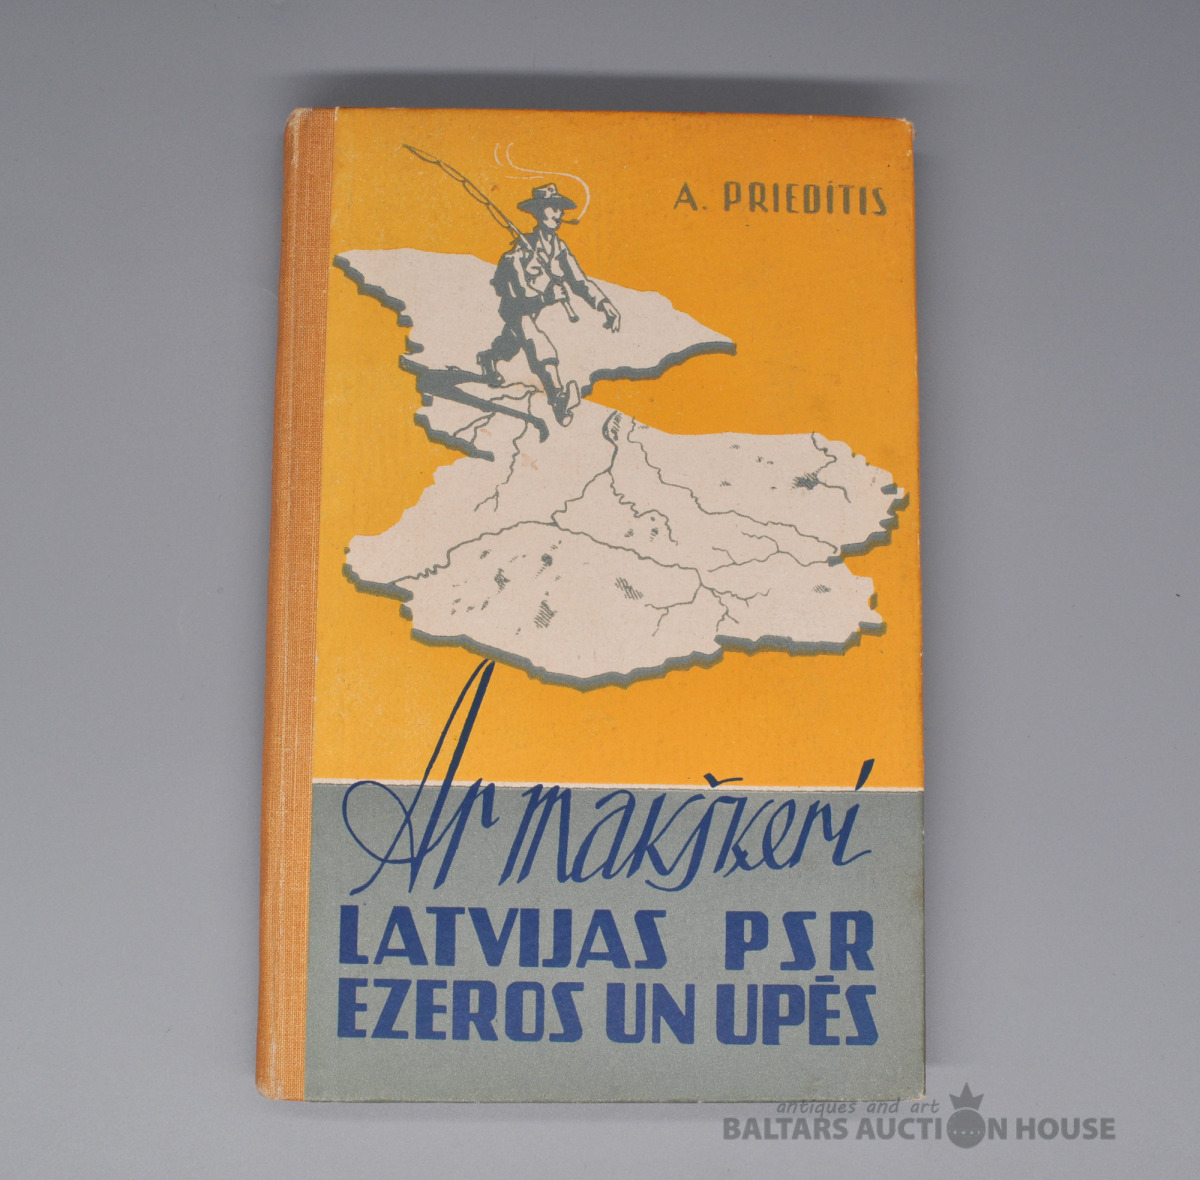 A. PRIEDĪTIS
Ar makšķeri
LATVIJAS PSR
EZEROS UN UPĒS
antiques and art
BALTARS AUCTION HOUSE